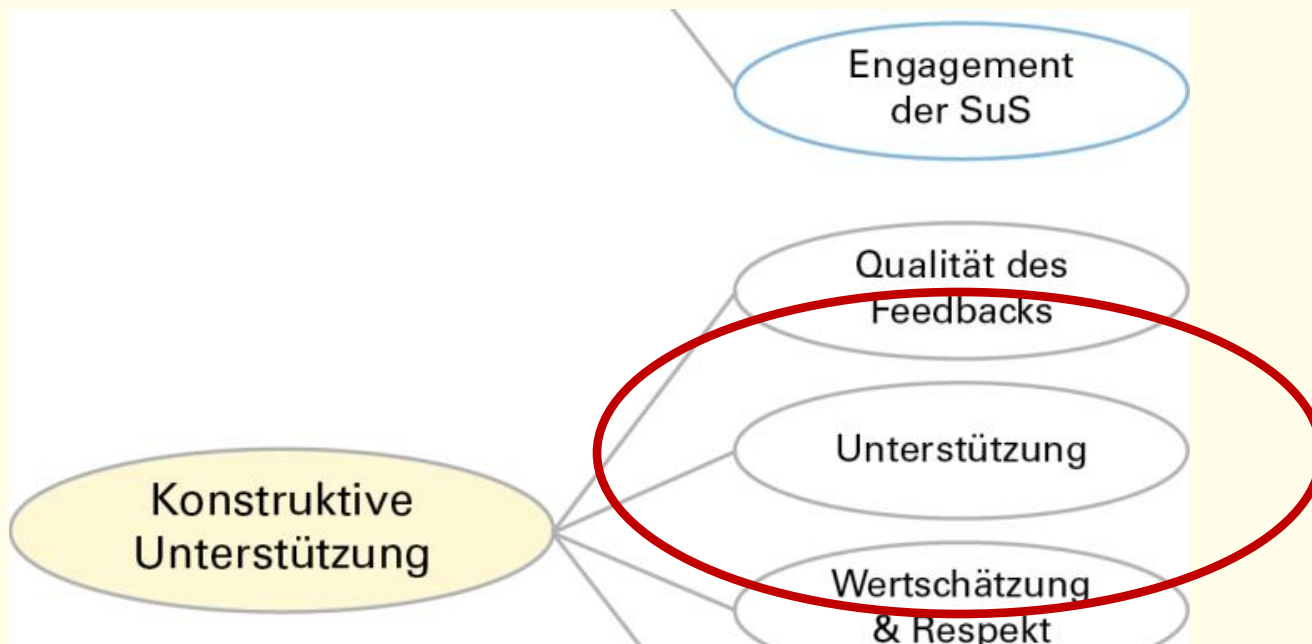 Engagement
der SuS
Qualität des
Feedbacks
Unterstützung
Konstruktive
Unterstützung
Wertschätzung
& Respekt